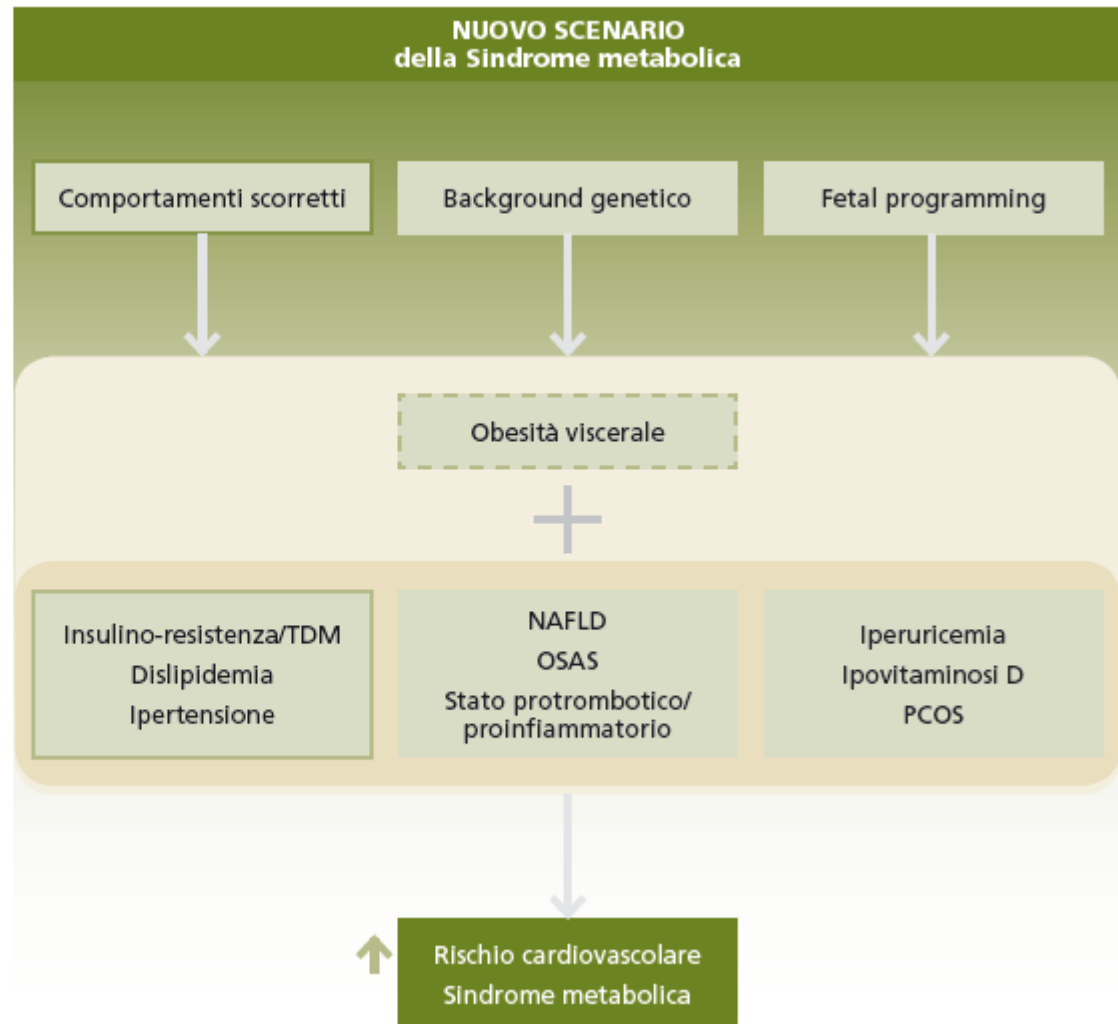 NUOVO SCENARIO
della Sindrome metabolica
Comportamenti scorretti
Background genetico
Fetal programming
Obesità viscerale
Insulino-resistenza/TDM
Dislipidemia
Ipertensione
NAFLD
OSAS
Stato protrombotico/
proinfiammatorio
Iperuricemia
Ipovitaminosi D
PCOS
Rischio cardiovascolare
Sindrome metabolica